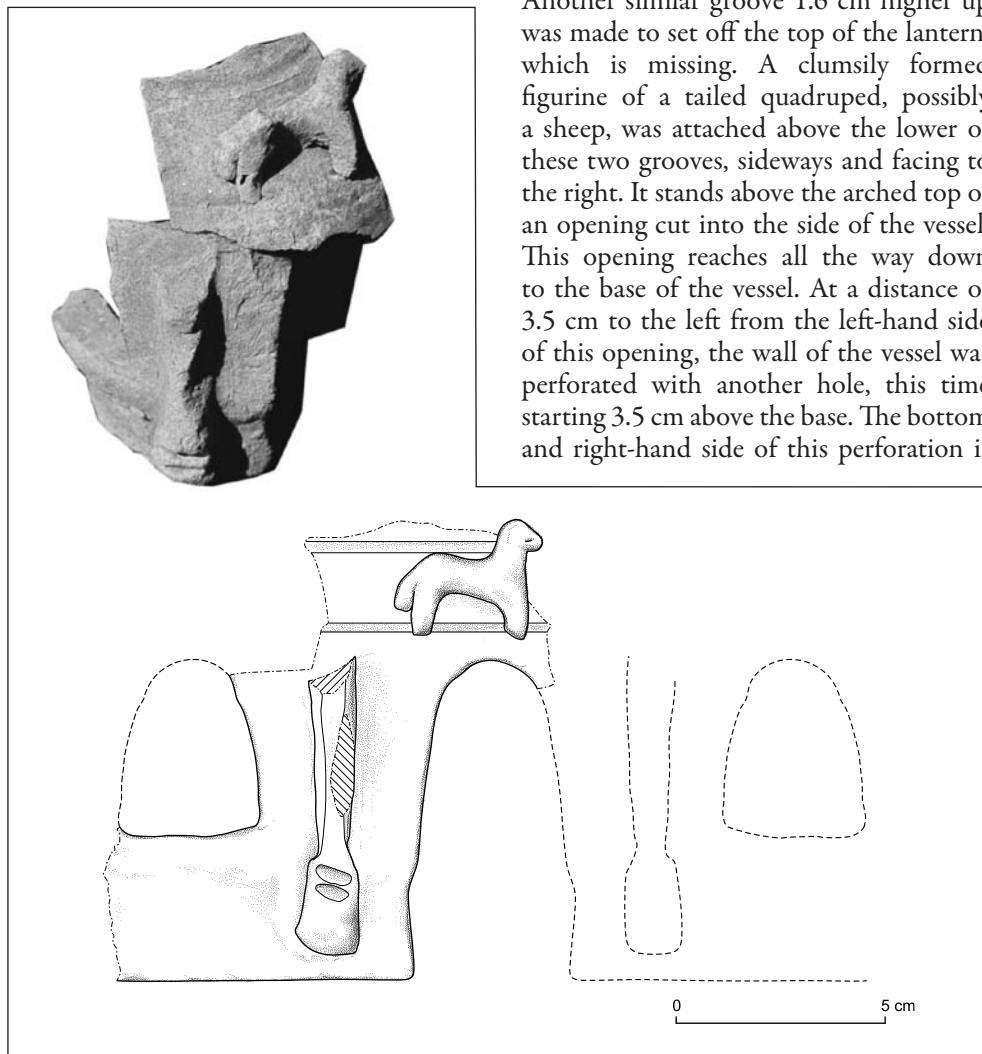 Another similar groove 1.6 cm higher up
was made to set off the top of the lantern
which is missing. A clumsily formed
figurine of a tailed quadruped, possibly
a sheep, was attached above the lower
these two grooves, sideways and facing to
the right. It stands above the arched top
an opening cut into the side of the vessel
This opening reaches all the way down
to the base of the vessel. At a distance
3.5 cm to the left from the left-hand side
of this opening, the wall of the vessel
perforated with another hole, this time
starting 3.5 cm above the base. The bottom
and right-hand side of this perforation
0 5 cm